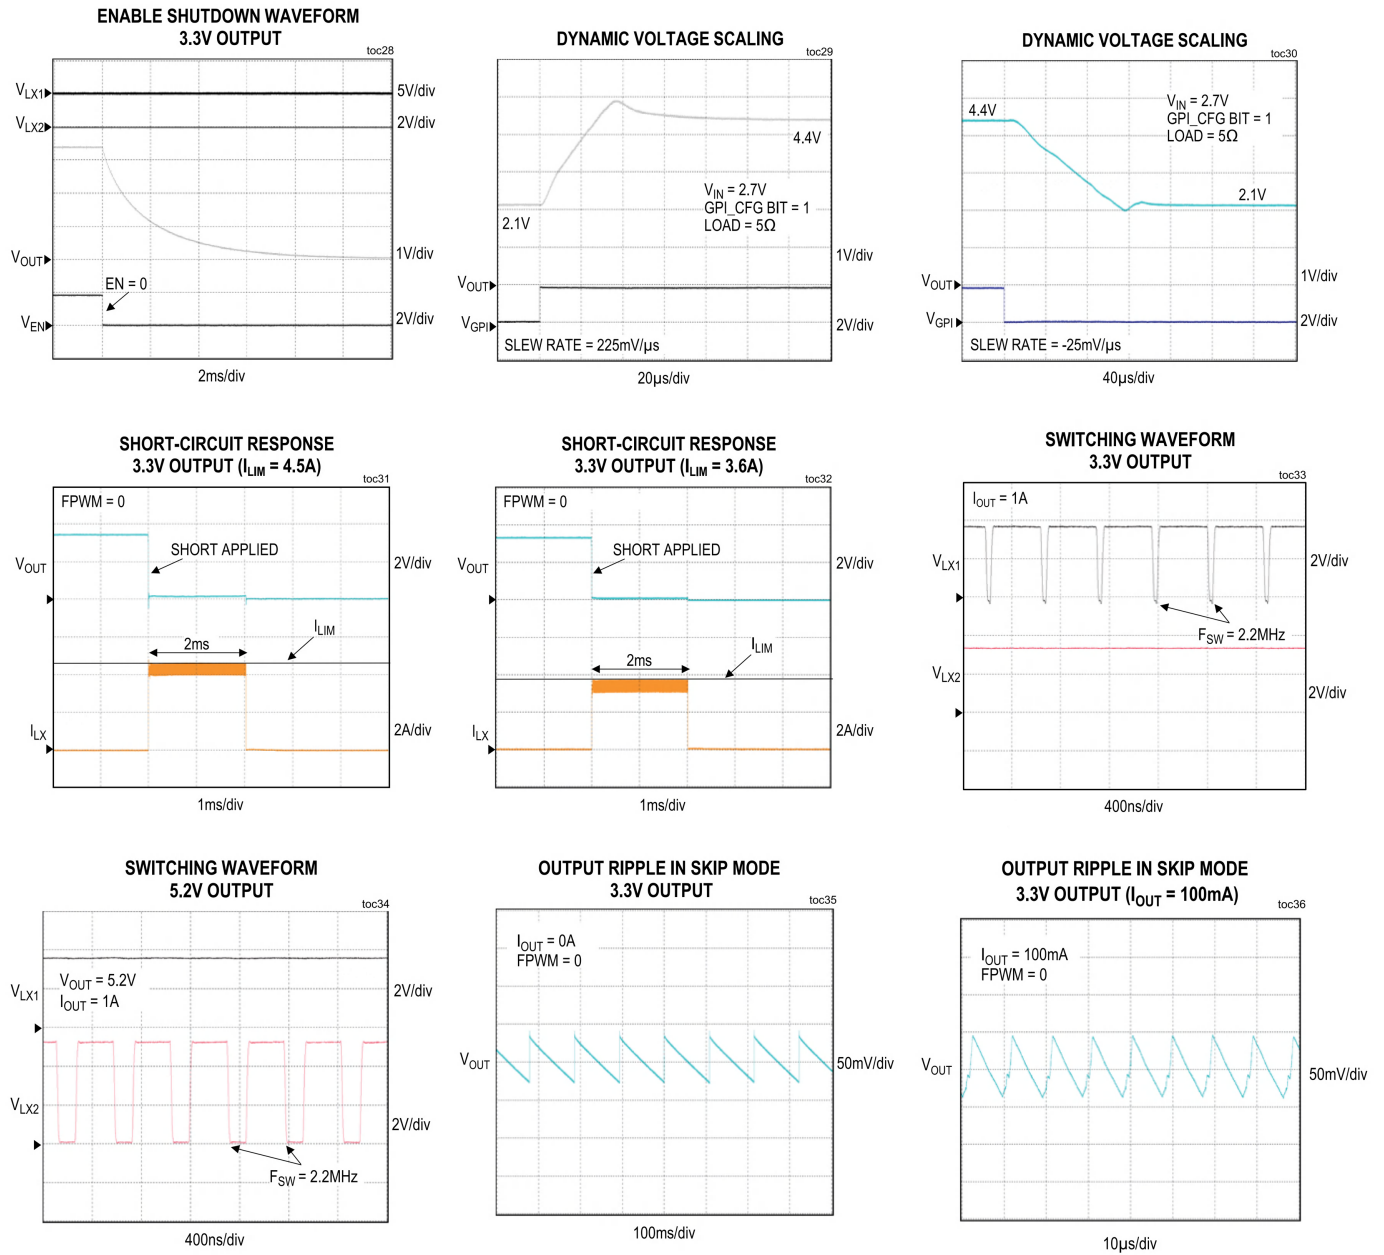 ENABLE SHUTDOWN WAVEFORM
3.3V OUTPUT
toc28
VLX1
5V/div
VLX2
2V/div
VOUT
1V/div
EN = 0
VEN
2V/div
2ms/div
DYNAMIC VOLTAGE SCALING
toc29
4.4V
VIN = 2.7V
GPI_CFG BIT = 1
LOAD = 5Ω
2.1V
1V/div
VOUT
VGPI
2V/div
SLEW RATE = 225mV/µs
20µs/div
DYNAMIC VOLTAGE SCALING
toc30
4.4V
VIN = 2.7V
GPI_CFG BIT = 1
LOAD = 5Ω
2.1V
VOUT
1V/div
VGPI
2V/div
SLEW RATE = -25mV/µs
40µs/div
SHORT-CIRCUIT RESPONSE
3.3V OUTPUT (ILIM = 4.5A)
toc31
FPWM = 0
SHORT APPLIED
VOUT
2V/div
ILIM
2ms
ILX
2A/div
1ms/div
SHORT-CIRCUIT RESPONSE
3.3V OUTPUT (ILIM = 3.6A)
toc32
FPWM = 0
SHORT APPLIED
VOUT
2V/div
ILIM
2ms
ILX
2A/div
1ms/div
SWITCHING WAVEFORM
3.3V OUTPUT
toc33
IOUT = 1A
VLX1
2V/div
FSW = 2.2MHz
VLX2
2V/div
400ns/div
SWITCHING WAVEFORM
5.2V OUTPUT
toc34
VOUT = 5.2V
IOUT = 1A
VLX1
2V/div
VLX2
2V/div
FSW = 2.2MHz
400ns/div
OUTPUT RIPPLE IN SKIP MODE
3.3V OUTPUT
toc35
IOUT = 0A
FPWM = 0
VOUT
50mV/div
100ms/div
OUTPUT RIPPLE IN SKIP MODE
3.3V OUTPUT (IOUT = 100mA)
toc36
IOUT = 100mA
FPWM = 0
VOUT
50mV/div
10µs/div